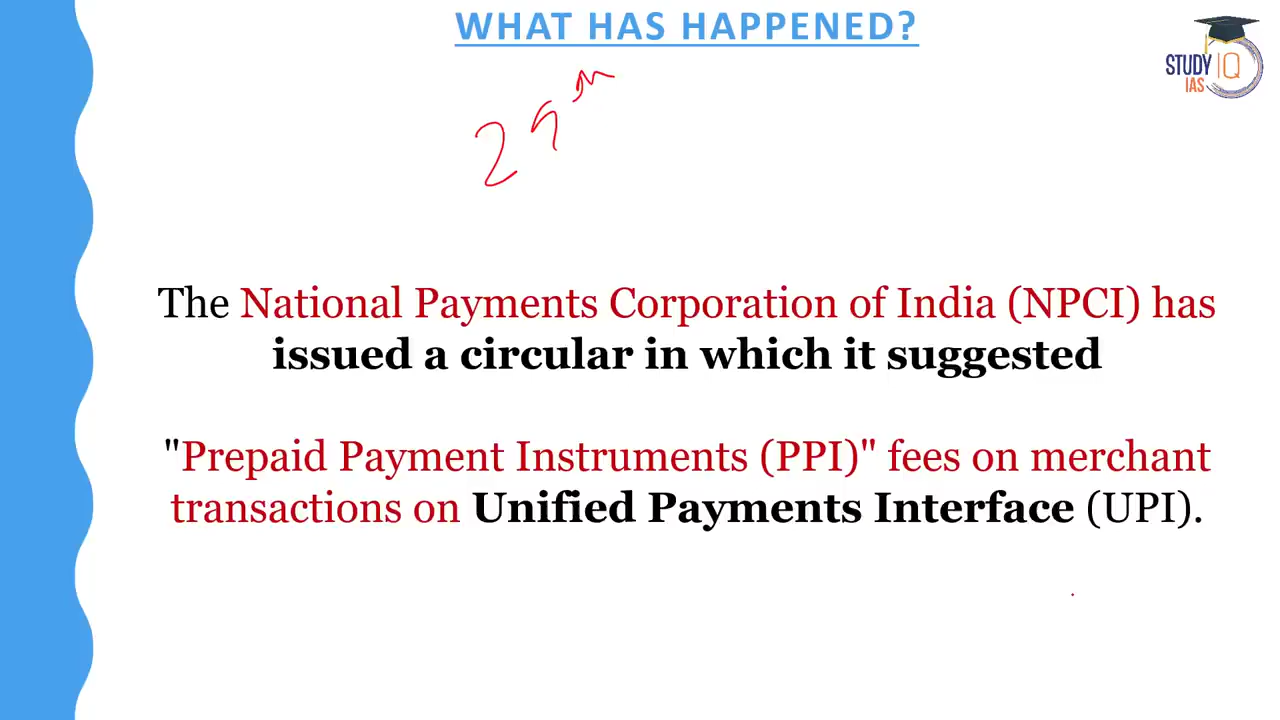 WHAT HAS HAPPENED?
STUDY IQ
IAS
The National Payments Corporation of India (NPCI) has
issued a circular in which it suggested
"Prepaid Payment Instruments (PPI)" fees on merchant
transactions on Unified Payments Interface (UPI).